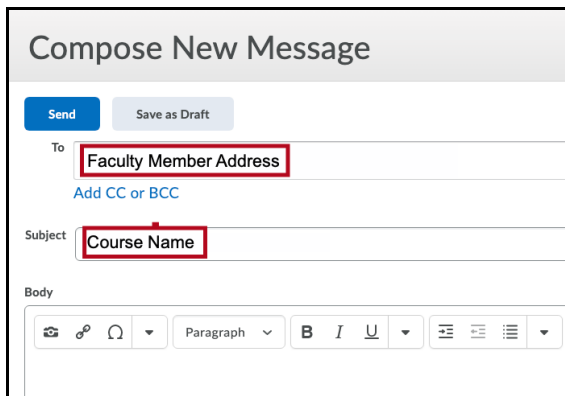 Compose New Message
Send Save as Draft
To Faculty Member Address
Add CC or BCC
Subject Course Name
Body
Ω Paragraph B I U